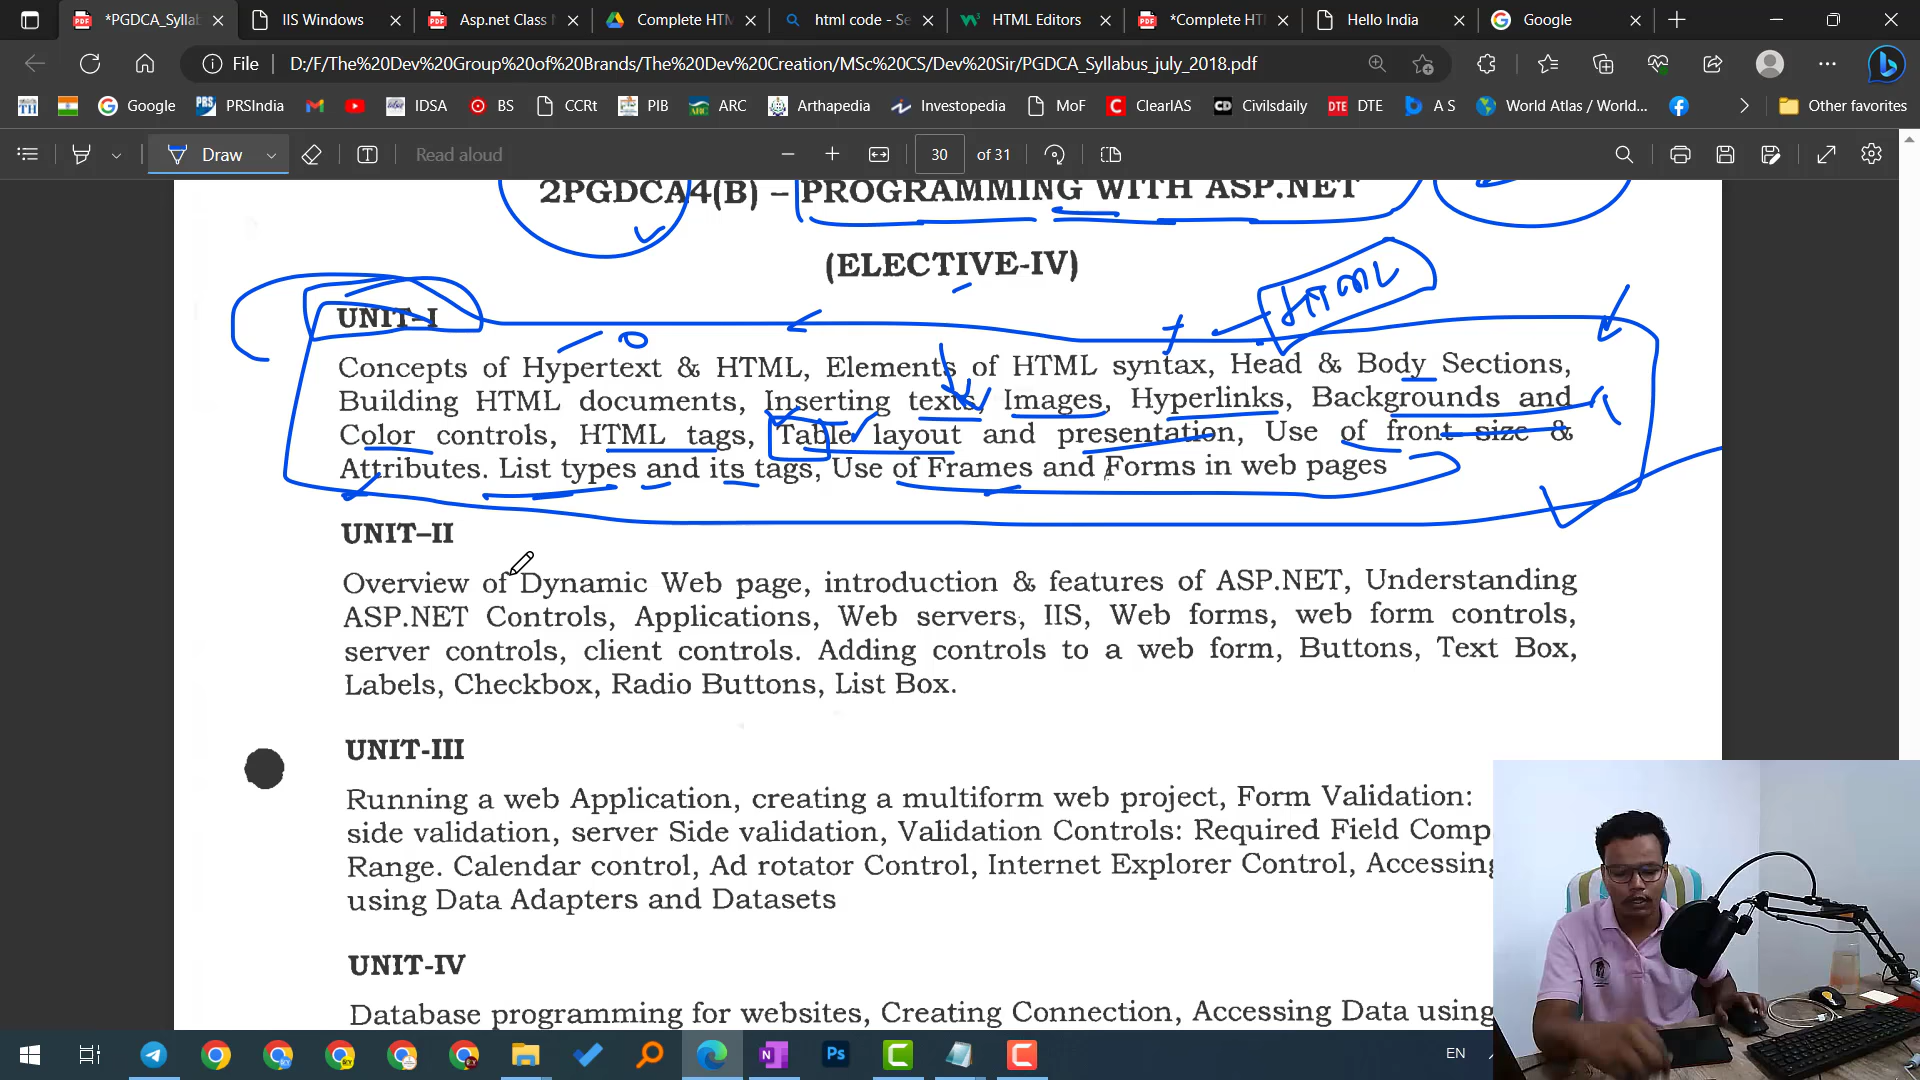 *PGDCA_Syllab
IIS Windows
Asp.net Class N
Complete HTM
html code - Se
HTML Editors
*Complete HTM
Hello India
Google
File
D:/F/The%20Dev%20Group%20of%20Brands/The%20Dev%20Creation/MSc%20CS/Dev%20Sir/PGDCA_Syllabus_july_2018.pdf
Google
PRSIndia
IDSA
BS
CCRt
PIB
ARC
Arthapedia
Investopedia
MoF
ClearIAS
Civilsdaily
DTE
A S
World Atlas / World...
Other favorites
Draw
Read aloud
30
of 31
2PGDCA4(B) – PROGRAMMING WITH ASP.NET
(ELECTIVE-IV)
HTML
UNIT–I
Concepts of Hypertext & HTML, Elements of HTML syntax, Head & Body Sections,
Building HTML documents, Inserting texts, Images, Hyperlinks, Backgrounds and
Color controls, HTML tags, Table layout and presentation, Use of front size &
Attributes. List types and its tags, Use of Frames and Forms in web pages
UNIT–II
Overview of Dynamic Web page, introduction & features of ASP.NET, Understanding
ASP.NET Controls, Applications, Web servers, IIS, Web forms, web form controls,
server controls, client controls. Adding controls to a web form, Buttons, Text Box,
Labels, Checkbox, Radio Buttons, List Box.
UNIT-III
Running a web Application, creating a multiform web project, Form Validation:
side validation, server Side validation, Validation Controls: Required Field Comp
Range. Calendar control, Ad rotator Control, Internet Explorer Control, Accessing
using Data Adapters and Datasets
UNIT-IV
Database programming for websites, Creating Connection, Accessing Data using
EN